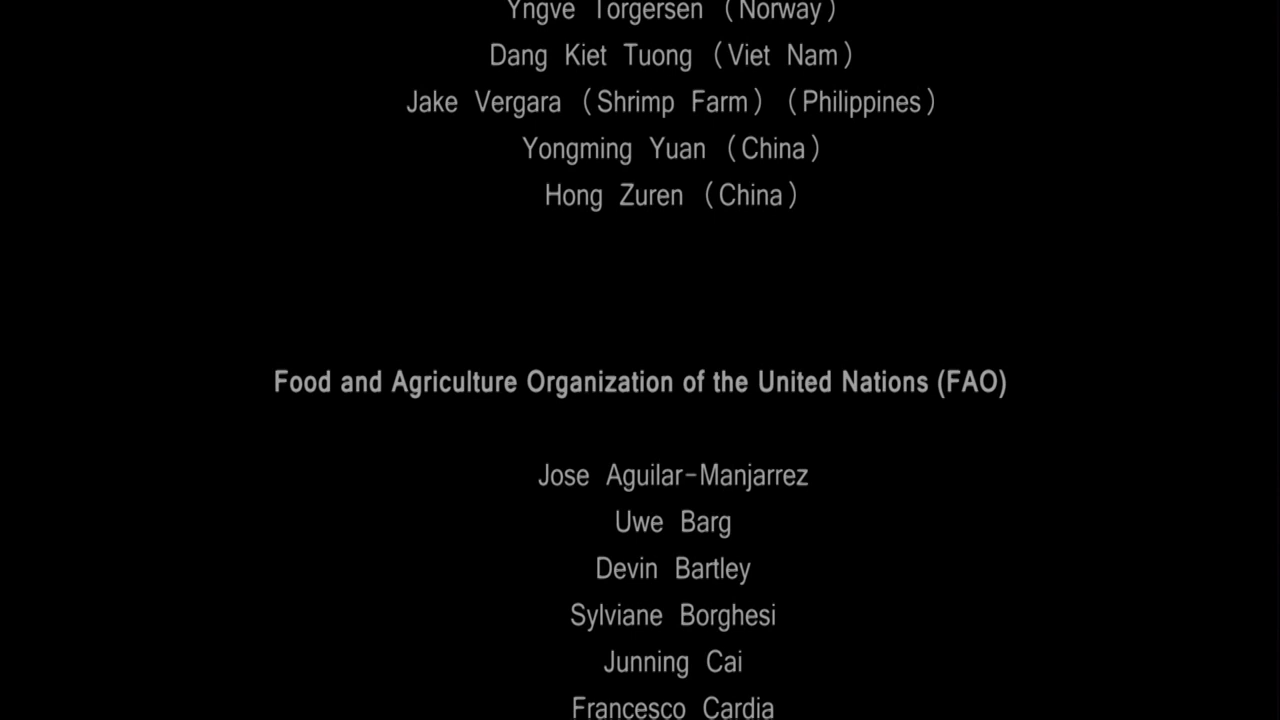 Yngve Torgersen (Norway)
Dang Kiet Tuong (Viet Nam)
Jake Vergara (Shrimp Farm) (Philippines)
Yongming Yuan (China)
Hong Zuren (China)
Food and Agriculture Organization of the United Nations (FAO)
Jose Aguilar-Manjarrez
Uwe Barg
Devin Bartley
Sylviane Borghesi
Junning Cai
Francesco Cardia